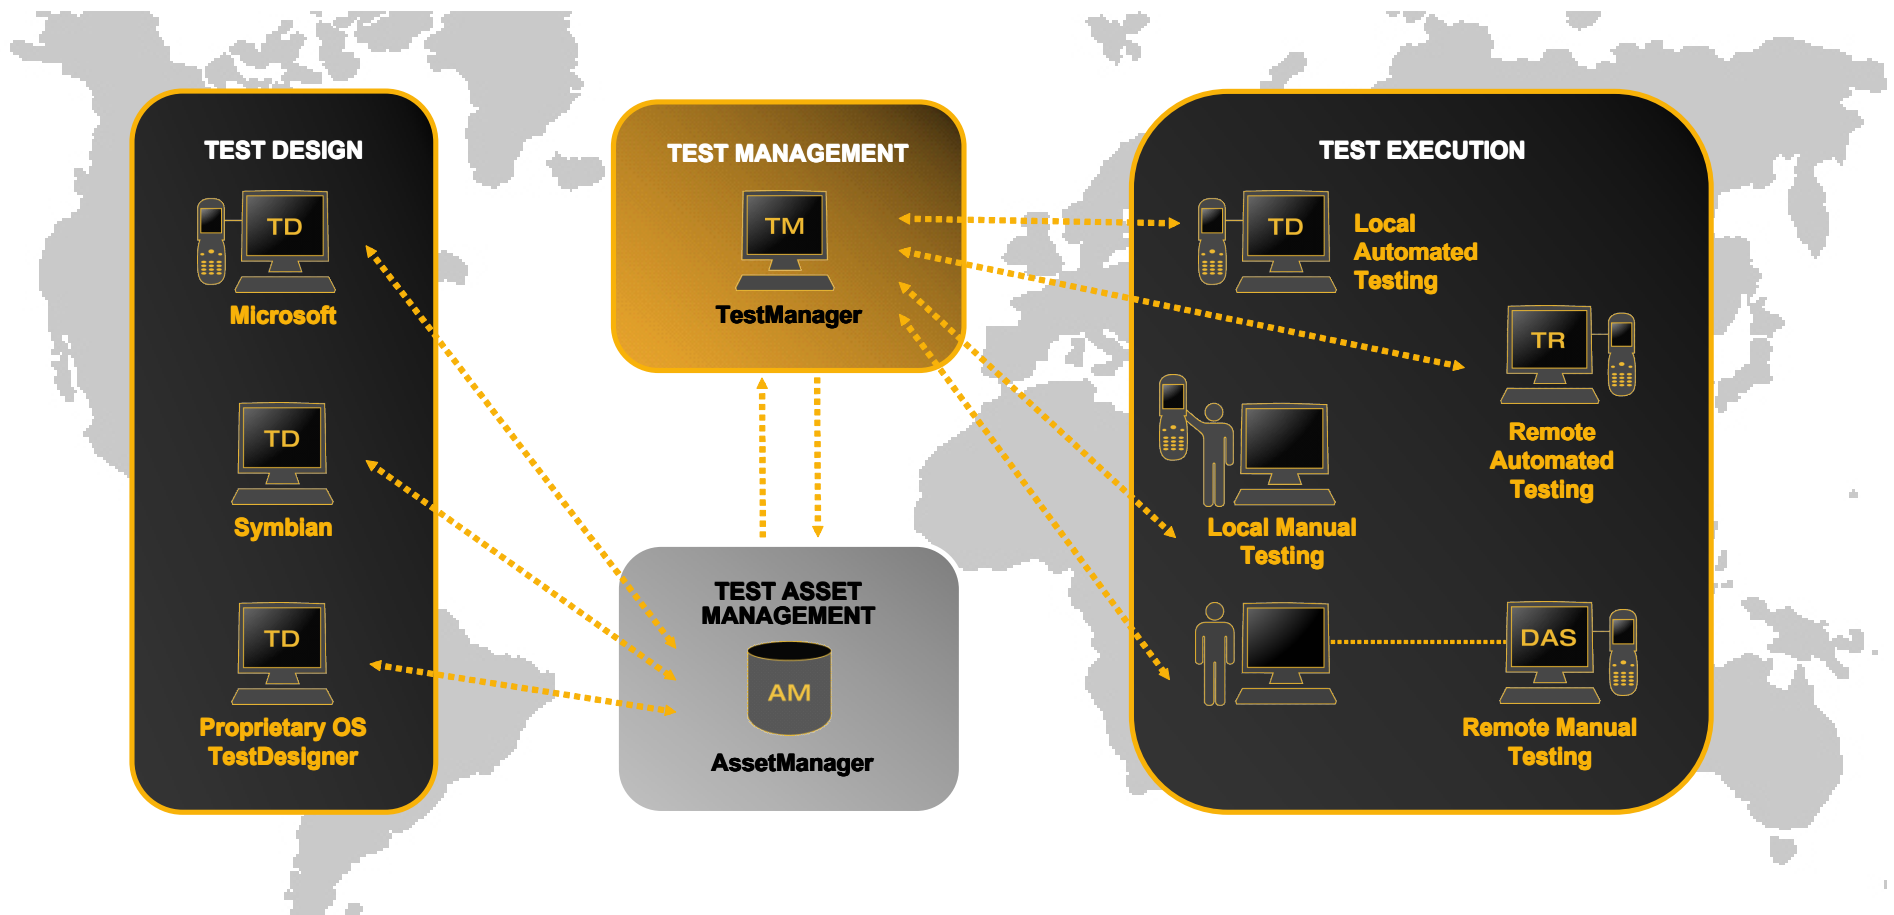 TEST DESIGN
TD
Microsoft
TD
Symbian
TD
Proprietary OS
TestDesigner
TEST MANAGEMENT
TM
TestManager
TEST ASSET
MANAGEMENT
AM
AssetManager
TEST EXECUTION
TD
Local
Automated
Testing
TR
Remote
Automated
Testing
Local Manual
Testing
DAS
Remote Manual
Testing